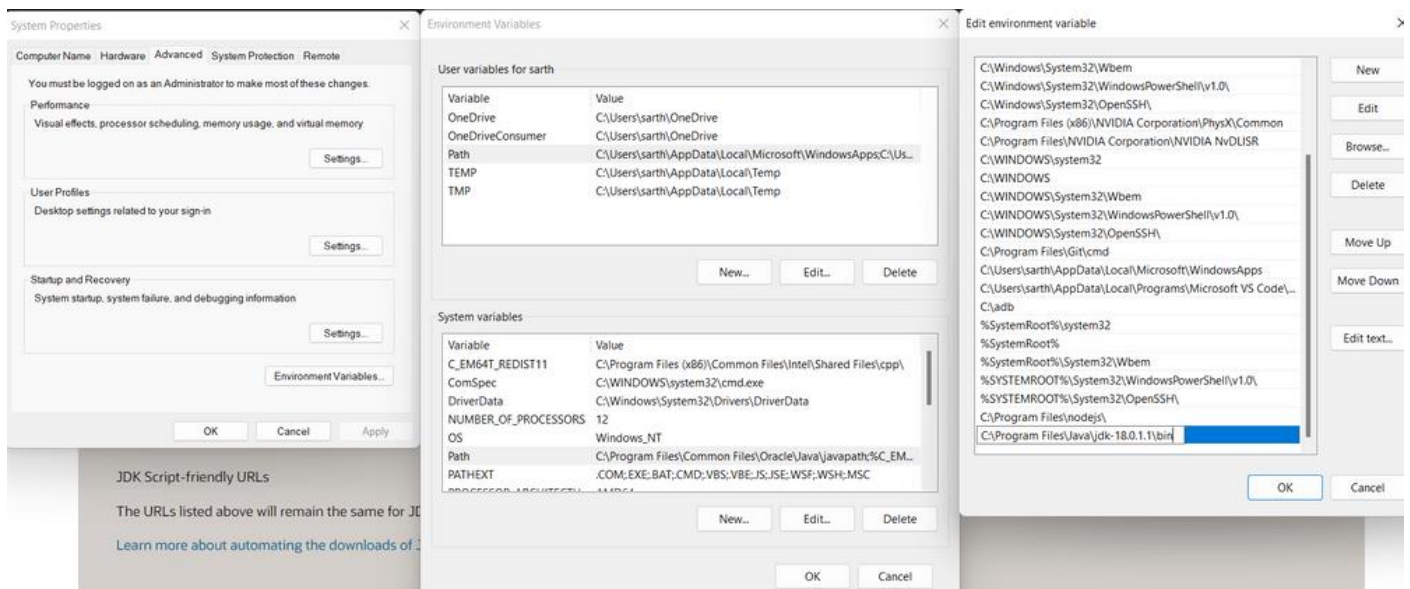 System Properties
Computer Name Hardware Advanced System Protection Remote
You must be logged on as an Administrator to make most of these changes.
Performance
Visual effects, processor scheduling, memory usage, and virtual memory
Settings...
User Profiles
Desktop settings related to your sign-in
Settings...
Startup and Recovery
System startup, system failure, and debugging information
Settings...
Environment Variables...
OK Cancel Apply
JDK Script-friendly URLs
The URLs listed above will remain the same for JD
Learn more about automating the downloads of J
Environment Variables
User variables for sarth
Variable Value
OneDrive C:\Users\sarth\OneDrive
OneDriveConsumer C:\Users\sarth\OneDrive
Path C:\Users\sarth\AppData\Local\Microsoft\WindowsApps;C:\Us...
TEMP C:\Users\sarth\AppData\Local\Temp
TMP C:\Users\sarth\AppData\Local\Temp
New... Edit... Delete
System variables
Variable Value
C_EM64T_REDIST11 C:\Program Files (x86)\Common Files\Intel\Shared Files\cpp\
ComSpec C:\WINDOWS\system32\cmd.exe
DriverData C:\Windows\System32\Drivers\DriverData
NUMBER_OF_PROCESSORS 12
OS Windows_NT
Path C:\Program Files\Common Files\Oracle\Java\javapath;%C_EM...
PATHEXT .COM;.EXE;.BAT;.CMD;.VBS;.VBE;.JS;.JSE;.WSF;.WSH;.MSC
New... Edit... Delete
OK Cancel
Edit environment variable
C:\Windows\System32\Wbem
C:\Windows\System32\WindowsPowerShell\v1.0\
C:\Windows\System32\OpenSSH\
C:\Program Files (x86)\NVIDIA Corporation\PhysX\Common
C:\Program Files\NVIDIA Corporation\NVIDIA NvDLISR
C:\WINDOWS\system32
C:\WINDOWS
C:\WINDOWS\System32\Wbem
C:\WINDOWS\System32\WindowsPowerShell\v1.0\
C:\WINDOWS\System32\OpenSSH\
C:\Program Files\Git\cmd
C:\Users\sarth\AppData\Local\Microsoft\WindowsApps
C:\Users\sarth\AppData\Local\Programs\Microsoft VS Code\...
C:\adb
%SystemRoot%\system32
%SystemRoot%
%SystemRoot%\System32\Wbem
%SYSTEMROOT%\System32\WindowsPowerShell\v1.0\
%SYSTEMROOT%\System32\OpenSSH\
C:\Program Files\nodejs\
C:\Program Files\Java\jdk-18.0.1.1\bin
New
Edit
Browse...
Delete
Move Up
Move Down
Edit text...
OK Cancel